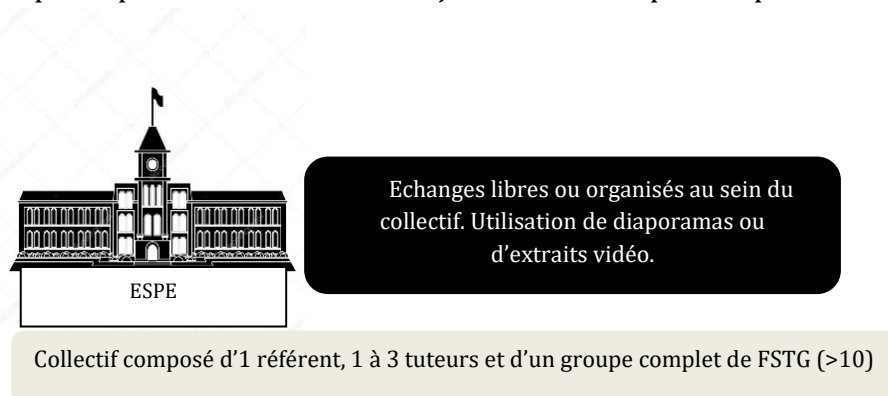 Echanges libres ou organisés au sein du
collectif. Utilisation de diaporamas ou
d’extraits vidéo.
ESPE
Collectif composé d’1 référent, 1 à 3 tuteurs et d’un groupe complet de FSTG (>10)